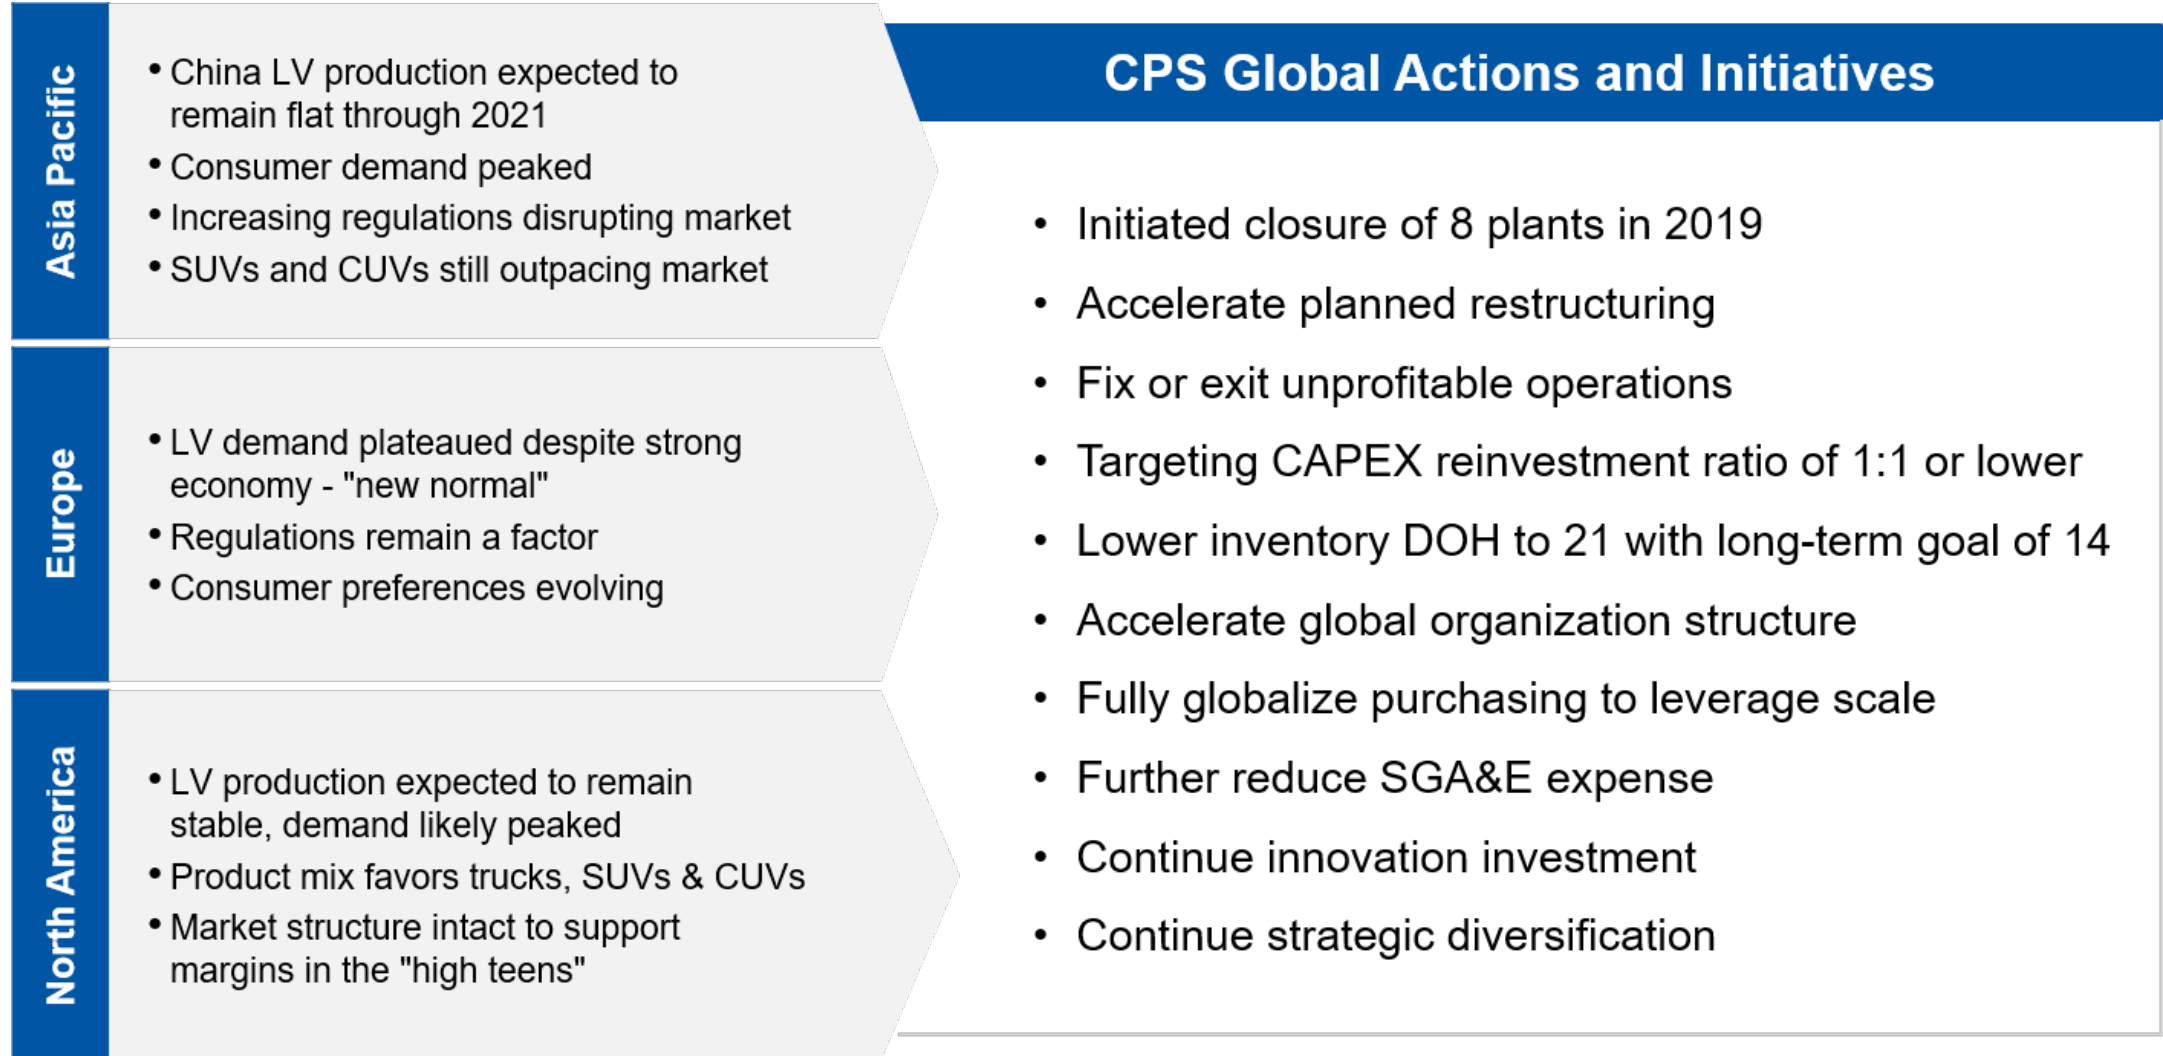 Asia Pacific
• China LV production expected to
remain flat through 2021
• Consumer demand peaked
• Increasing regulations disrupting market
• SUVs and CUVs still outpacing market
Europe
• LV demand plateaued despite strong
economy - "new normal"
• Regulations remain a factor
• Consumer preferences evolving
North America
• LV production expected to remain
stable, demand likely peaked
• Product mix favors trucks, SUVs & CUVs
• Market structure intact to support
margins in the "high teens"
CPS Global Actions and Initiatives
• Initiated closure of 8 plants in 2019
• Accelerate planned restructuring
• Fix or exit unprofitable operations
• Targeting CAPEX reinvestment ratio of 1:1 or lower
• Lower inventory DOH to 21 with long-term goal of 14
• Accelerate global organization structure
• Fully globalize purchasing to leverage scale
• Further reduce SGA&E expense
• Continue innovation investment
• Continue strategic diversification